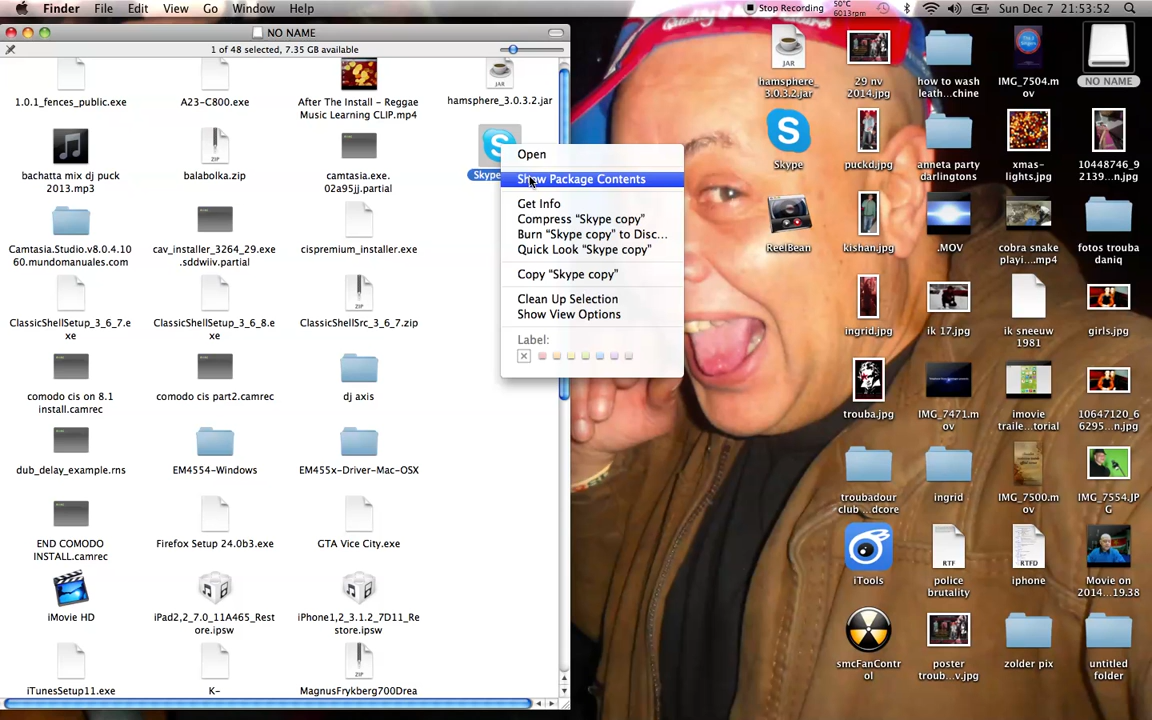 Finder File Edit View Go Window Help
Stop Recording
50°C
6013rpm
Sun Dec 7 21:53:52
NO NAME
1 of 48 selected, 7.35 GB available
1.0.1_fences_public.exe
A23-C800.exe
After The Install - Reggae
Music Learning CLIP.mp4
JAR
hamsphere_3.0.3.2.jar
bachatta mix dj puck
2013.mp3
ZIP
balabolka.zip
camtasia.exe.
02a95jj.partial
Skype
Camtasia.Studio.v8.0.4.10
60.mundomanuales.com
cav_installer_3264_29.exe
.sddwiiv.partial
cispremium_installer.exe
ClassicShellSetup_3_6_7.e
xe
ClassicShellSetup_3_6_8.e
xe
ZIP
ClassicShellSrc_3_6_7.zip
comodo cis on 8.1
install.camrec
comodo cis part2.camrec
dj axis
dub_delay_example.rns
EM4554-Windows
EM455x-Driver-Mac-OSX
END COMODO
INSTALL.camrec
Firefox Setup 24.0b3.exe
GTA Vice City.exe
iMovie HD
iPad2,2_7.0_11A465_Rest
ore.ipsw
iPhone1,2_3.1.2_7D11_Re
store.ipsw
iTunesSetup11.exe
K-
ZIP
MagnusFrykberg700Drea
Open
Show Package Contents
Get Info
Compress “Skype copy”
Burn “Skype copy” to Disc...
Quick Look “Skype copy”
Copy “Skype copy”
Clean Up Selection
Show View Options
Label:
JAR
hamsphere_
3.0.3.2.jar
29 nv
2014.jpg
how to wash
leath...chine
IMG_7504.m
ov
NO NAME
Skype
puckd.jpg
anneta party
darlingtons
xmas-
lights.jpg
10448746_9
2139...n.jpg
ReelBean
kishan.jpg
.MOV
cobra snake
playi...mp4
fotos trouba
daniq
ingrid.jpg
ik 17.jpg
ik sneeuw
1981
girls.jpg
trouba.jpg
IMG_7471.m
ov
imovie
traile...torial
10647120_6
6295...n.jpg
troubadour
club ...dcore
ingrid
IMG_7500.m
ov
IMG_7554.JP
G
iTools
RTF
police
brutality
RTFD
iphone
Movie on
2014...19.38
smcFanContr
ol
poster
troub...v.jpg
zolder pix
untitled
folder